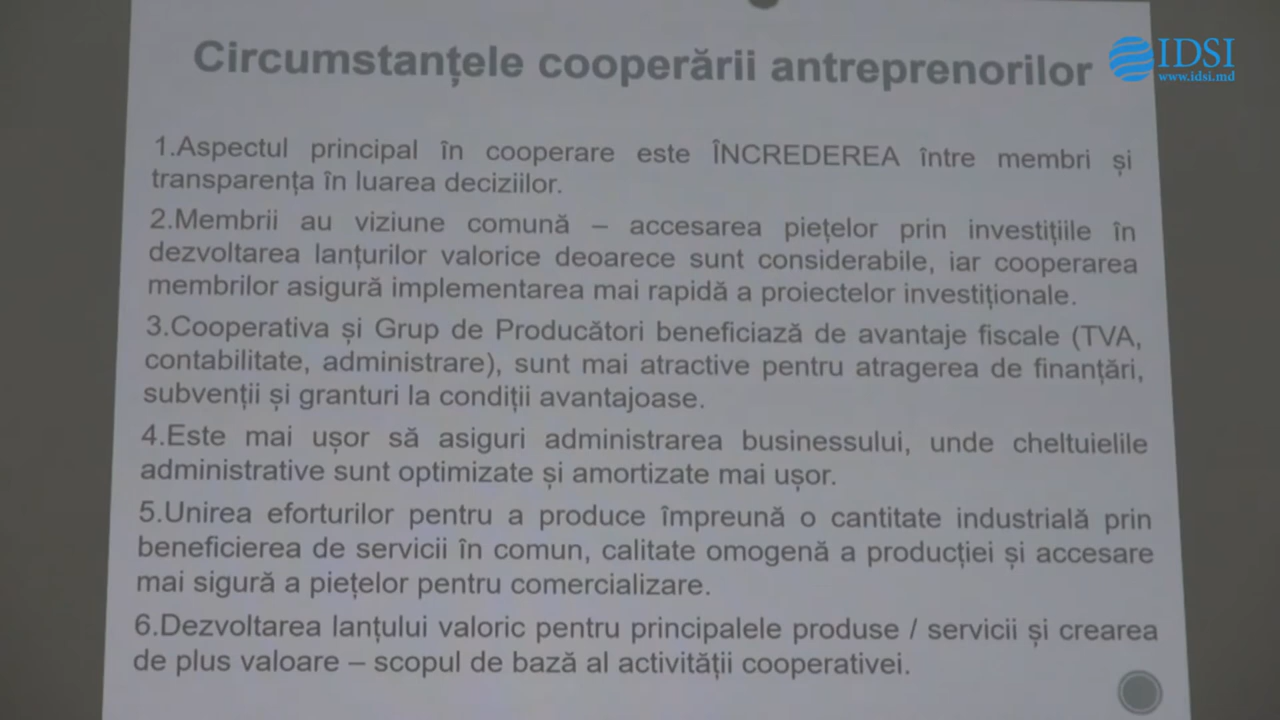 Circumstanțele cooperării antreprenorilor
IDSI
www.idsi.md
1.Aspectul principal în cooperare este ÎNCREDEREA între membri și
transparența în luarea deciziilor.
2.Membrii au viziune comună – accesarea piețelor prin investițiile în
dezvoltarea lanțurilor valorice deoarece sunt considerabile, iar cooperarea
membrilor asigură implementarea mai rapidă a proiectelor investiționale.
3.Cooperativa și Grup de Producători beneficiază de avantaje fiscale (TVA,
contabilitate, administrare), sunt mai atractive pentru atragerea de finanțări,
subvenții și granturi la condiții avantajoase.
4.Este mai ușor să asiguri administrarea businessului, unde cheltuielile
administrative sunt optimizate și amortizate mai ușor.
5.Unirea eforturilor pentru a produce împreună o cantitate industrială prin
beneficierea de servicii în comun, calitate omogenă a producției și accesare
mai sigură a piețelor pentru comercializare.
6.Dezvoltarea lanțului valoric pentru principalele produse / servicii și crearea
de plus valoare – scopul de bază al activității cooperativei.